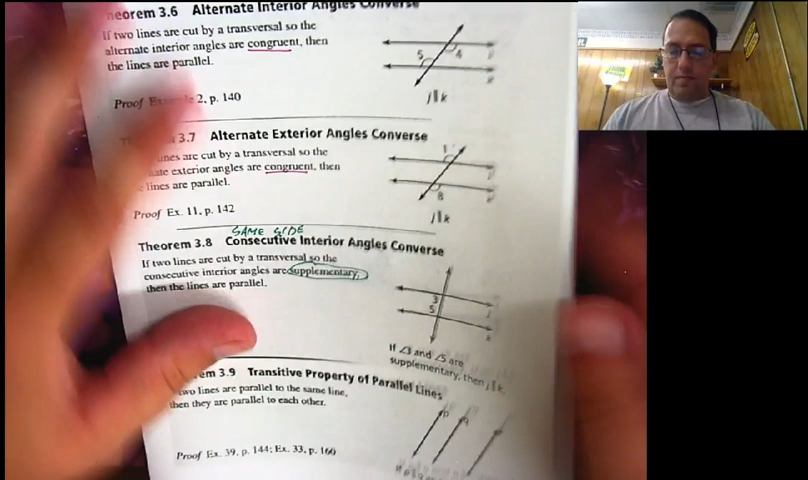 eorem 3.6 Alternate Interior Angles Converse
If two lines are cut by a transversal so the
alternate interior angles are congruent, then
the lines are parallel.
5 4
j
k
j∥k
Proof Ex 2, p. 140
3.7 Alternate Exterior Angles Converse
lines are cut by a transversal so the
ate exterior angles are congruent, then
lines are parallel.
1
8
j∥k
Proof Ex. 11, p. 142
SAME SIDE
Theorem 3.8 Consecutive Interior Angles Converse
If two lines are cut by a transversal so the
consecutive interior angles are supplementary,
then the lines are parallel.
3
5
j
k
If ∠3 and ∠5 are
supplementary, then j∥k.
em 3.9 Transitive Property of Parallel Lines
two lines are parallel to the same line,
then they are parallel to each other.
p
q
Proof Ex. 39, p. 144; Ex. 33, p. 160